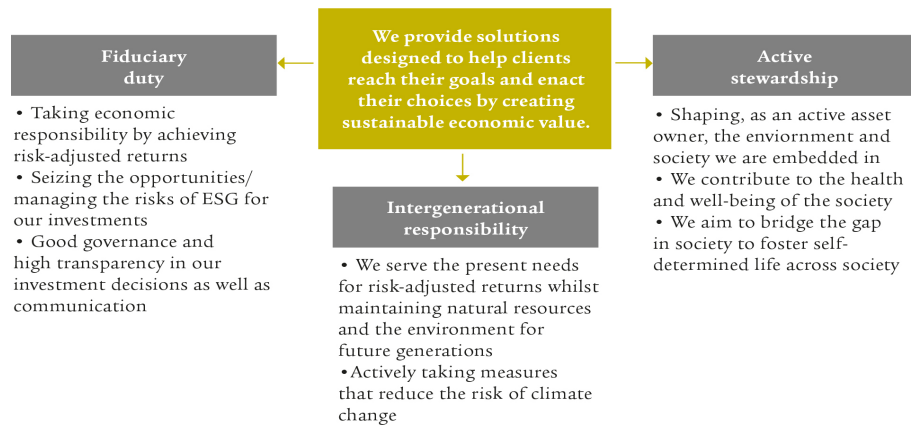 We provide solutions
designed to help clients
reach their goals and enact
their choices by creating
sustainable economic value.
Fiduciary
duty
• Taking economic
responsibility by achieving
risk-adjusted returns
• Seizing the opportunities/
managing the risks of ESG for
our investments
• Good governance and
high transparency in our
investment decisions as well as
communication
Intergenerational
responsibility
• We serve the present needs
for risk-adjusted returns whilst
maintaining natural resources
and the environment for
future generations
•Actively taking measures
that reduce the risk of climate
change
Active
stewardship
• Shaping, as an active asset
owner, the enviornment and
society we are embedded in
• We contribute to the health
and well-being of the society
• We aim to bridge the gap
in society to foster self-
determined life across society